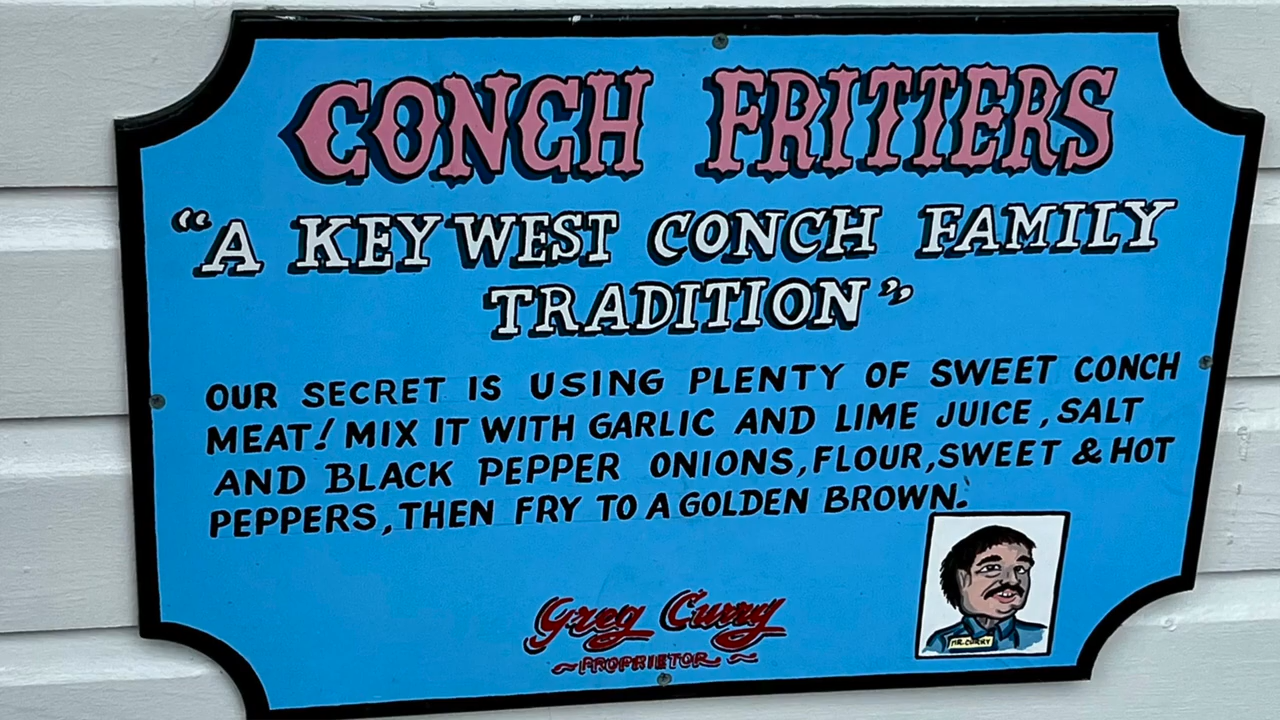 CONCH FRITTERS
“A KEY WEST CONCH FAMILY
TRADITION”
OUR SECRET IS USING PLENTY OF SWEET CONCH
MEAT! MIX IT WITH GARLIC AND LIME JUICE, SALT
AND BLACK PEPPER ONIONS, FLOUR, SWEET & HOT
PEPPERS, THEN FRY TO A GOLDEN BROWN.
Greg Curry
~PROPRIETOR~
MR. CURRY